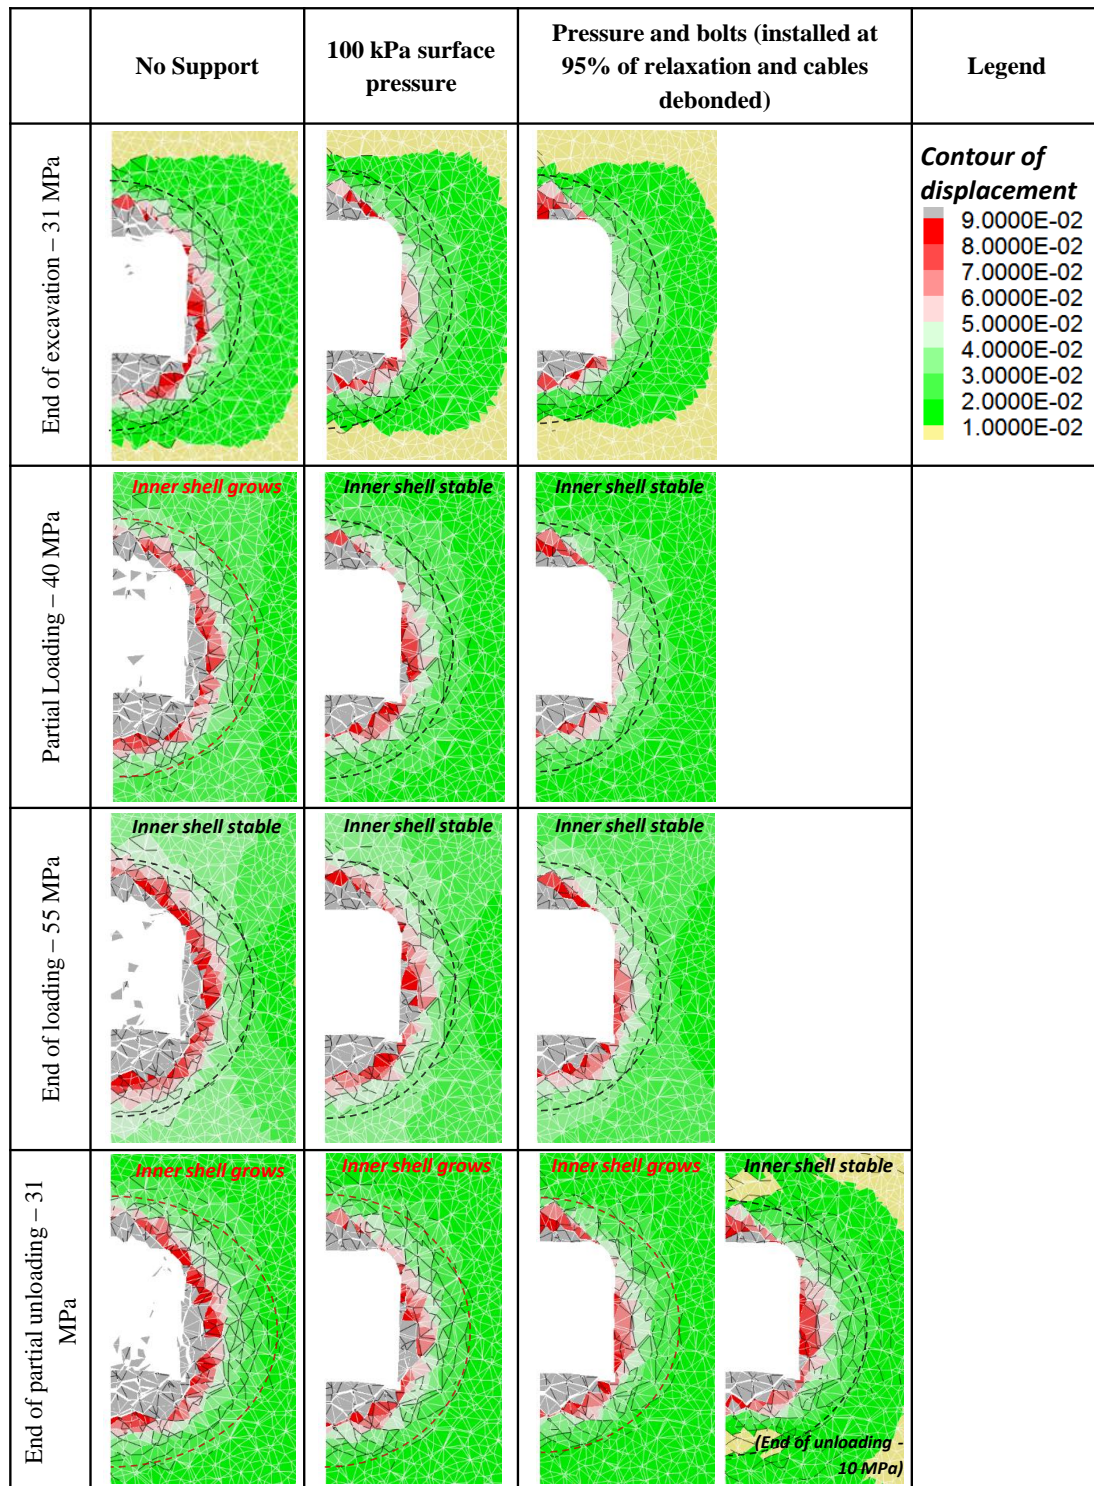 No Support
100 kPa surface
pressure
Pressure and bolts (installed at
95% of relaxation and cables
debonded)
Legend
End of excavation – 31 MPa
Contour of
displacement
9.0000E-02
8.0000E-02
7.0000E-02
6.0000E-02
5.0000E-02
4.0000E-02
3.0000E-02
2.0000E-02
1.0000E-02
Partial Loading – 40 MPa
Inner shell grows
Inner shell stable
Inner shell stable
End of loading – 55 MPa
Inner shell stable
Inner shell stable
Inner shell stable
End of partial unloading – 31
MPa
Inner shell grows
Inner shell grows
Inner shell grows
Inner shell stable
(End of unloading -
10 MPa)